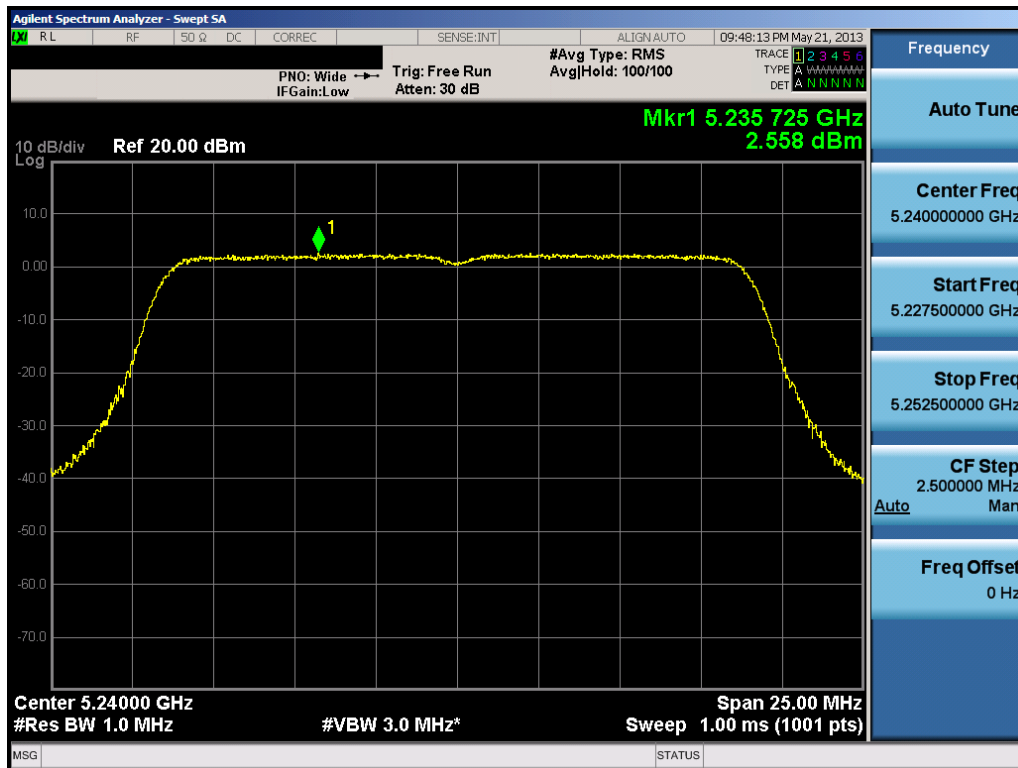 Agilent Spectrum Analyzer - Swept SA
LXI RL RF 50 Ω DC CORREC SENSE:INT ALIGNAUTO 09:48:13 PM May 21, 2013
Frequency
PNO: Wide Trig: Free Run #Avg Type: RMS TRACE 1 2 3 4 5 6
IFGain:Low Atten: 30 dB Avg|Hold: 100/100 TYPE A WWWWW
DET A N N N N N
Auto Tune
Mkr1 5.235 725 GHz
2.558 dBm
10 dB/div Ref 20.00 dBm
Log
1
10.0
0.00
-10.0
-20.0
-30.0
-40.0
-50.0
-60.0
-70.0
Center Freq
5.240000000 GHz
Start Freq
5.227500000 GHz
Stop Freq
5.252500000 GHz
CF Step
2.500000 MHz
Auto Man
Freq Offset
0 Hz
Center 5.24000 GHz Span 25.00 MHz
#Res BW 1.0 MHz #VBW 3.0 MHz* Sweep 1.00 ms (1001 pts)
MSG STATUS